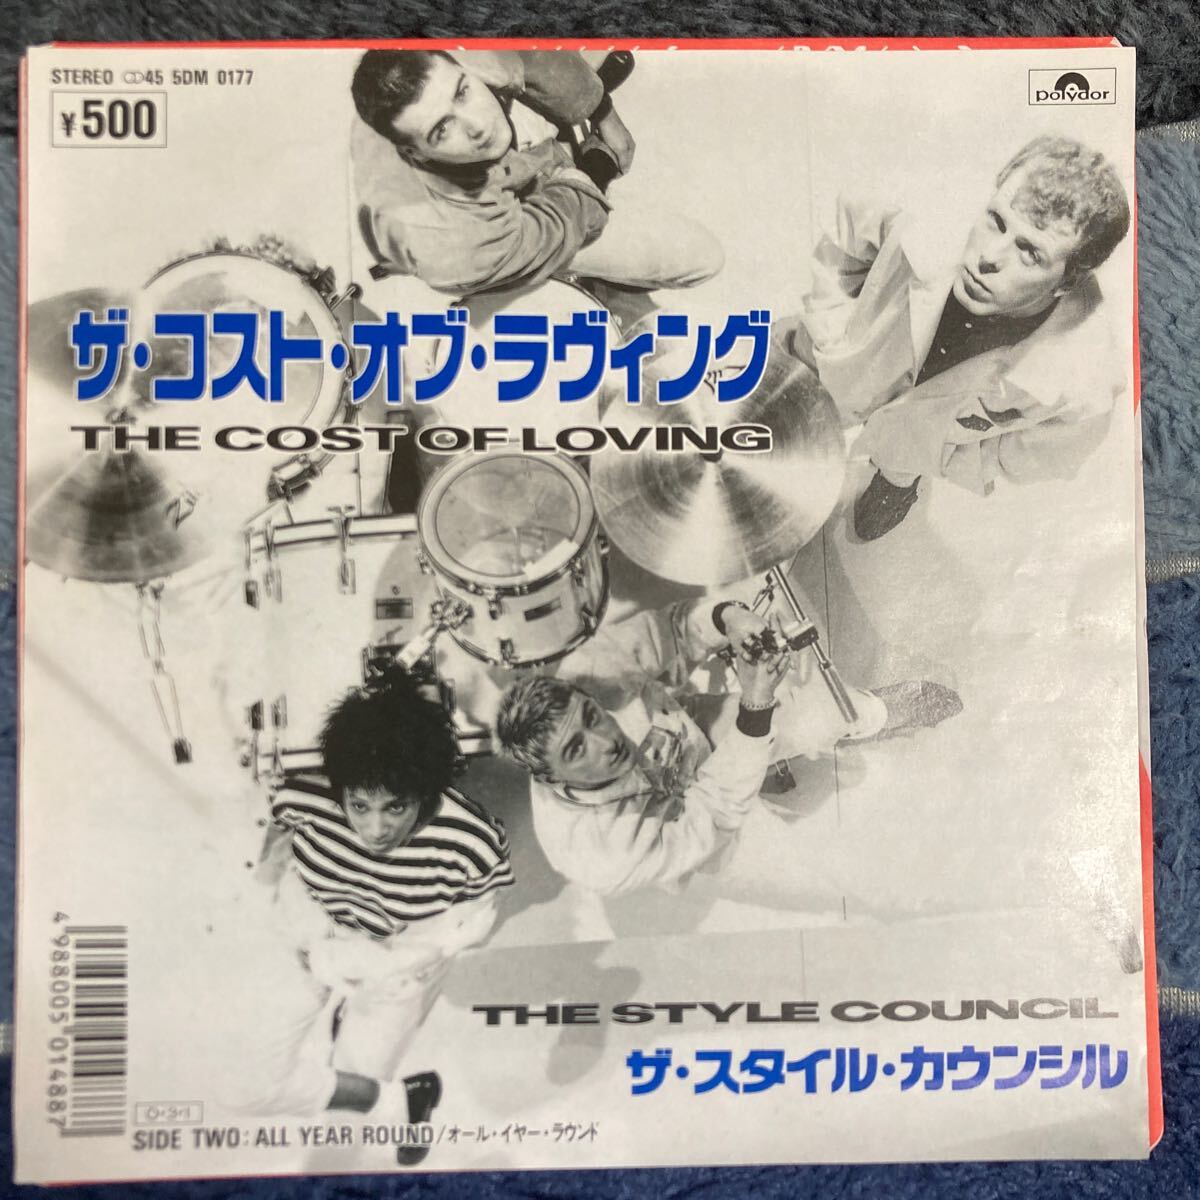 STEREO 45 5DM 0177
¥500
polydor
ザ・コスト・オブ・ラヴィング
THE COST OF LOVING
THE STYLE COUNCIL
ザ・スタイル・カウンシル
4988005014887
SIDE TWO: ALL YEAR ROUND/オール・イヤー・ラウンド